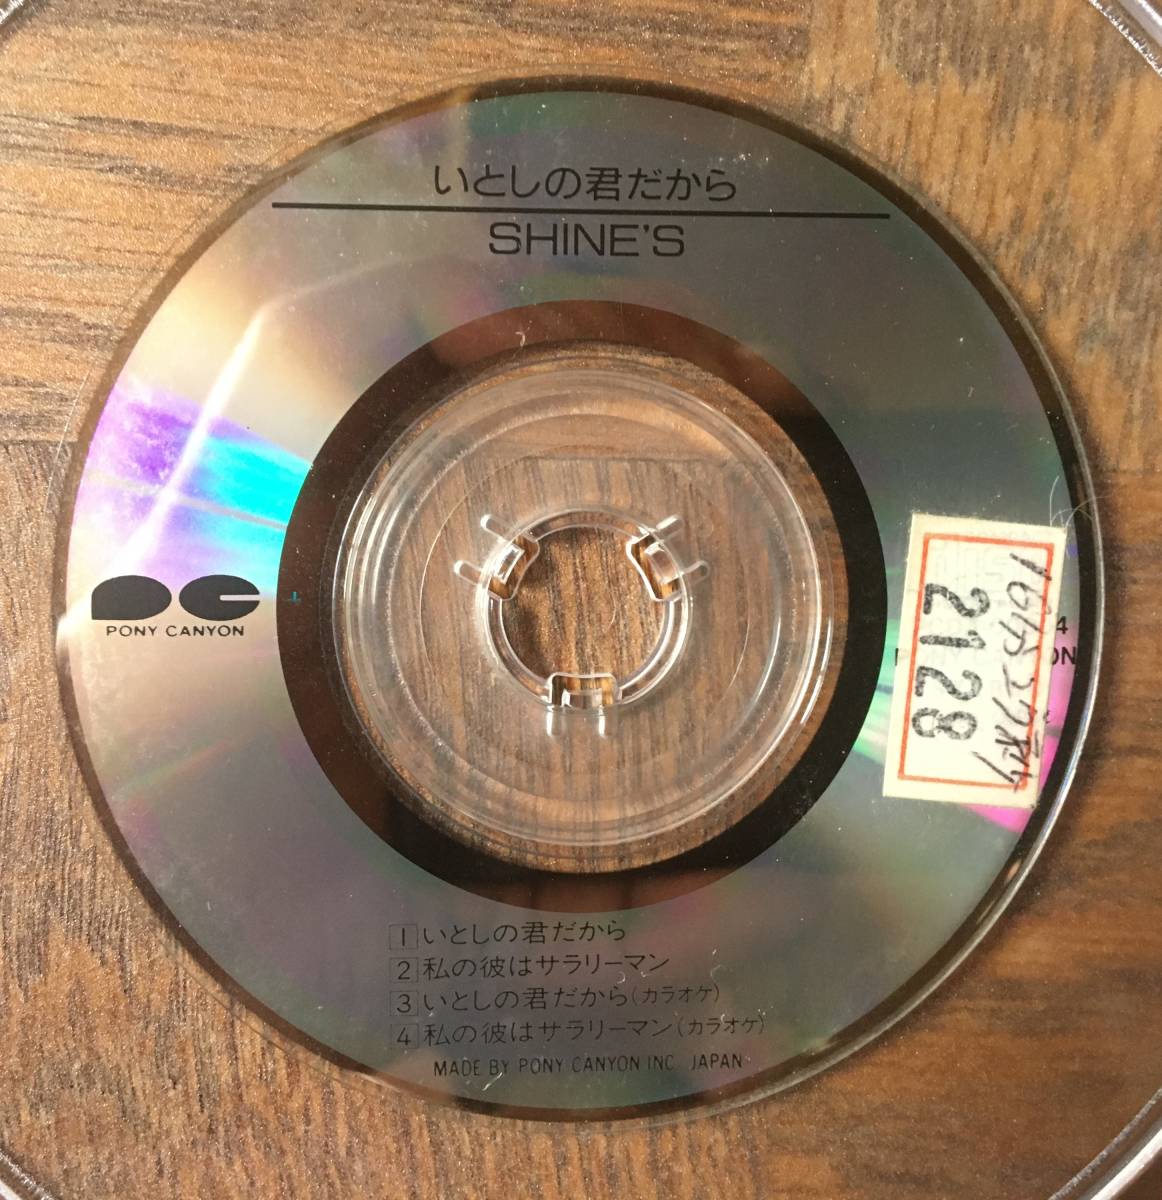 いとしの君だから
SHINE'S
PONY CANYON
2128
4
ON
1 いとしの君だから
2 私の彼はサラリーマン
3 いとしの君だから(カラオケ)
4 私の彼はサラリーマン(カラオケ)
MADE BY PONY CANYON INC. JAPAN